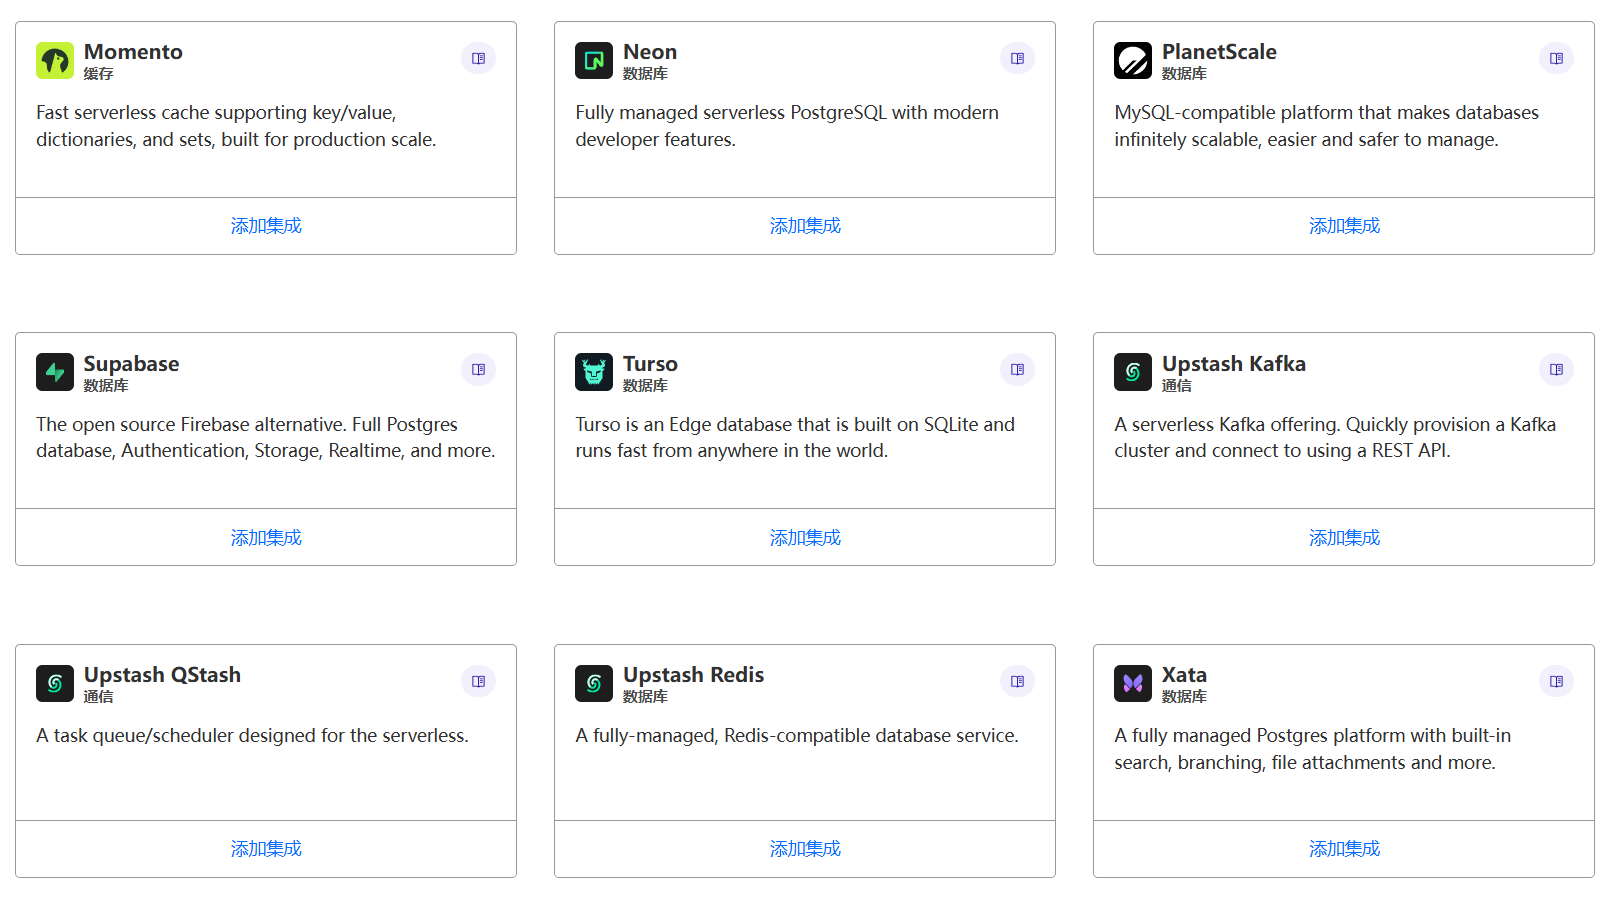 Momento
缓存
Fast serverless cache supporting key/value,
dictionaries, and sets, built for production scale.
添加集成
Neon
数据库
Fully managed serverless PostgreSQL with modern
developer features.
添加集成
PlanetScale
数据库
MySQL-compatible platform that makes databases
infinitely scalable, easier and safer to manage.
添加集成
Supabase
数据库
The open source Firebase alternative. Full Postgres
database, Authentication, Storage, Realtime, and more.
添加集成
Turso
数据库
Turso is an Edge database that is built on SQLite and
runs fast from anywhere in the world.
添加集成
Upstash Kafka
通信
A serverless Kafka offering. Quickly provision a Kafka
cluster and connect to using a REST API.
添加集成
Upstash QStash
通信
A task queue/scheduler designed for the serverless.
添加集成
Upstash Redis
数据库
A fully-managed, Redis-compatible database service.
添加集成
Xata
数据库
A fully managed Postgres platform with built-in
search, branching, file attachments and more.
添加集成